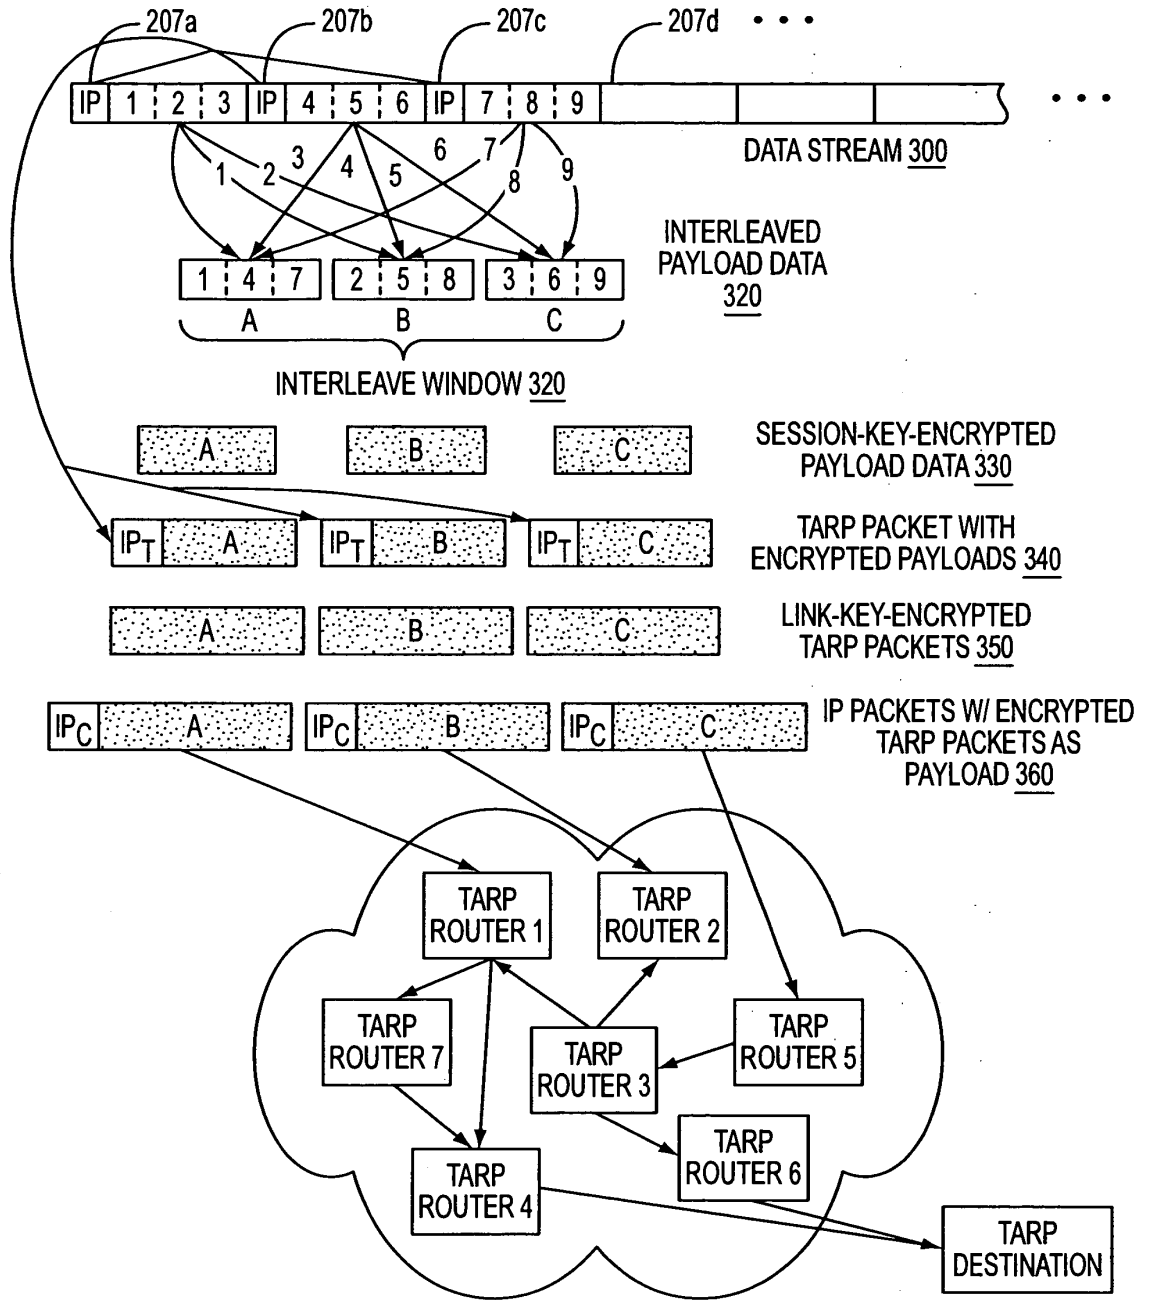 207a 207b 207c 207d • • •
IP 1 2 3 IP 4 5 6 IP 7 8 9 • • •
DATA STREAM 300
1 2 3 4 5 6 7 8 9
INTERLEAVED
PAYLOAD DATA
320
1 4 7 2 5 8 3 6 9
A B C
INTERLEAVE WINDOW 320
A B C
SESSION-KEY-ENCRYPTED
PAYLOAD DATA 330
IPT A IPT B IPT C
TARP PACKET WITH
ENCRYPTED PAYLOADS 340
A B C
LINK-KEY-ENCRYPTED
TARP PACKETS 350
IPC A IPC B IPC C
IP PACKETS W/ ENCRYPTED
TARP PACKETS AS
PAYLOAD 360
TARP
ROUTER 1
TARP
ROUTER 2
TARP
ROUTER 7
TARP
ROUTER 3
TARP
ROUTER 5
TARP
ROUTER 4
TARP
ROUTER 6
TARP
DESTINATION